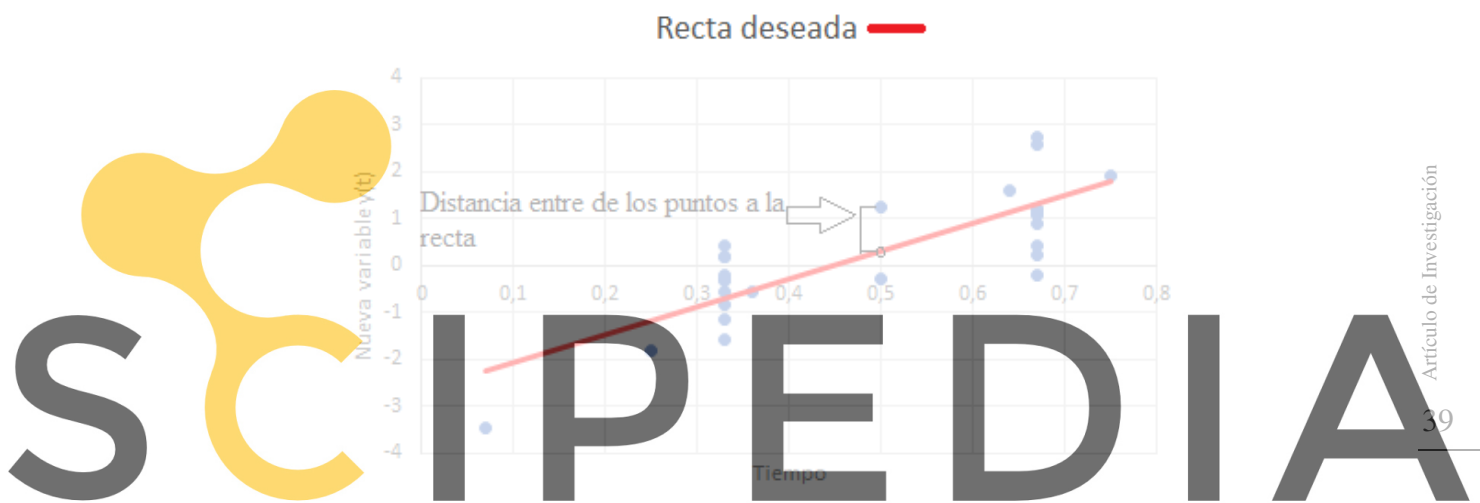 Recta deseada
4
3
2
1
0
-1
-2
-3
-4
Nueva variable y(t)
Distancia entre de los puntos a la
recta
0 0,1 0,2 0,3 0,4 0,5 0,6 0,7 0,8
Tiempo
SCIPEDIA
Artículo de Investigación
39